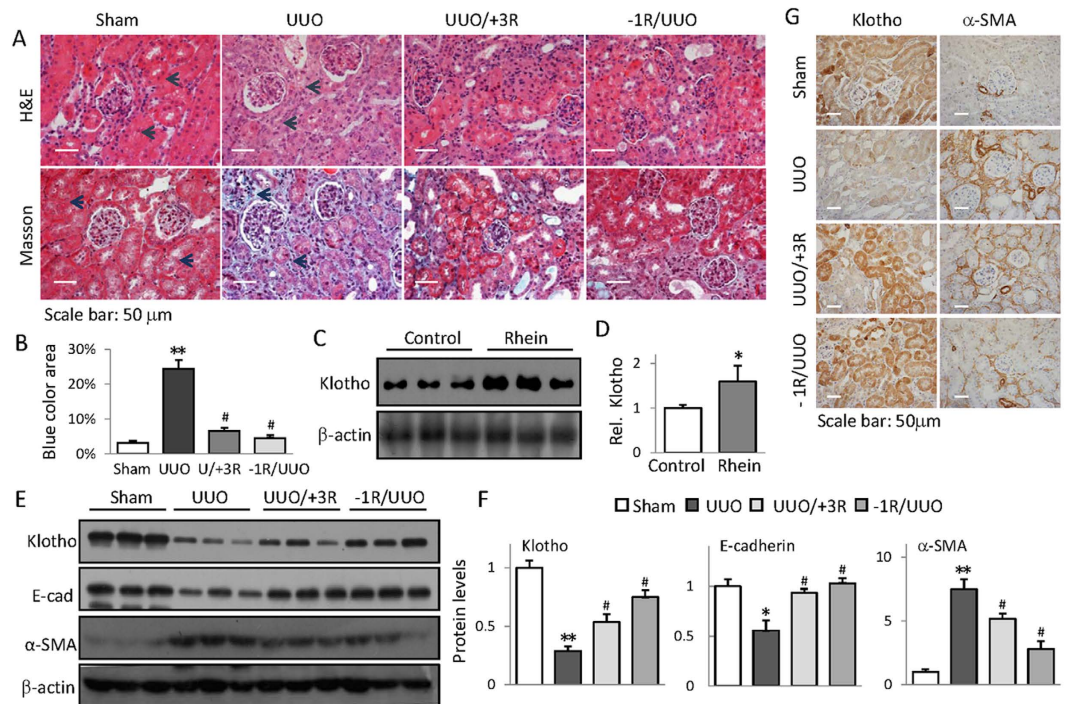 Sham UUO UUO/+3R -1R/UUO
A
H&E
Masson
Scale bar: 50 μm
B
Blue color area
30%
20%
10%
0%
**
#
#
Sham UUO U/+3R -1R/UUO
C
Control Rhein
Klotho
β-actin
D
Rel. Klotho
2
1
0
*
Control Rhein
E
Sham UUO UUO/+3R -1R/UUO
Klotho
E-cad
α-SMA
β-actin
F
Sham UUO UUO/+3R -1R/UUO
Protein levels
Klotho
1
0.5
0
**
#
#
E-cadherin
1
0.5
0
*
#
#
α-SMA
10
5
0
**
#
#
G
Klotho α-SMA
Sham
UUO
UUO/+3R
-1R/UUO
Scale bar: 50μm